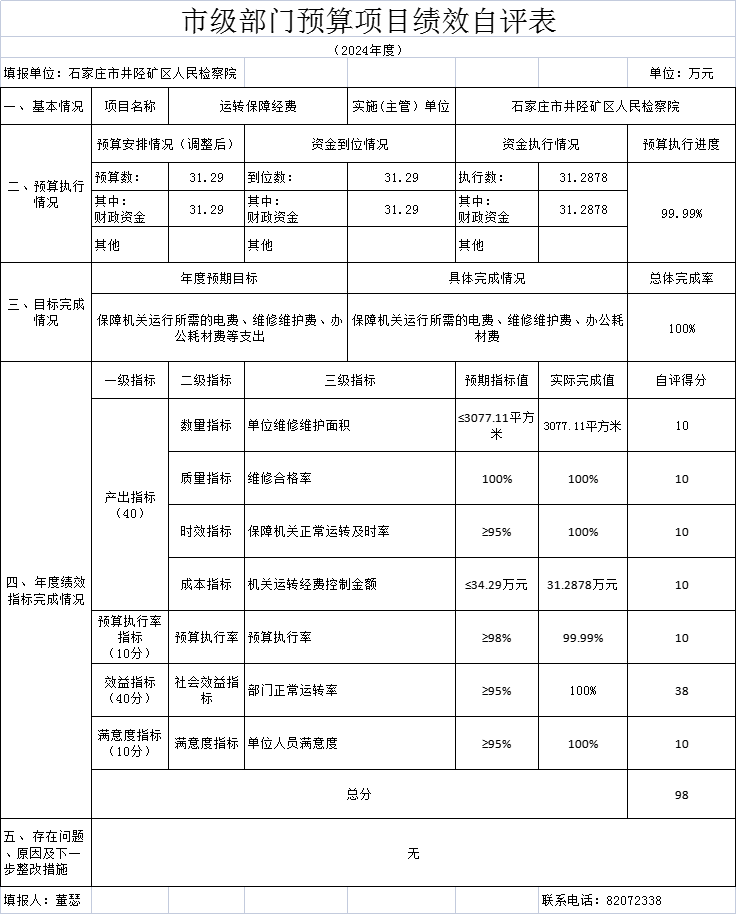 市级部门预算项目绩效自评表
（2024年度）
填报单位: 石家庄市井陉矿区人民检察院 单位: 万元
一、 基本情况 项目名称 运转保障经费 实施(主管）单位 石家庄市井陉矿区人民检察院
二、预算执行情况 预算安排情况（调整后） 资金到位情况 资金执行情况 预算执行进度
预算数: 31.29 到位数: 31.29 执行数: 31.2878 99.99%
其中:
财政资金 31.29 其中:
财政资金 31.29 其中:
财政资金 31.2878
其他 其他 其他
三、目标完成情况 年度预期目标 具体完成情况 总体完成率
保障机关运行所需的电费、维修维护费、办
公耗材费等支出
保障机关运行所需的电费、维修维护费、办公耗
材费
100%
四、 年度绩效
指标完成情况
一级指标 二级指标 三级指标 预期指标值 实际完成值 自评得分
产出指标
（40）
数量指标 单位维修维护面积 ≤3077.11平方
米 3077.11平方米 10
质量指标 维修合格率 100% 100% 10
时效指标 保障机关正常运转及时率 ≥95% 100% 10
成本指标 机关运转经费控制金额 ≤34.29万元 31.2878万元 10
预算执行率
指标
（10分）
预算执行率 预算执行率 ≥98% 99.99% 10
效益指标
（40分）
社会效益指
标
部门正常运转率 ≥95% 100% 38
满意度指标
（10分）
满意度指标 单位人员满意度 ≥95% 100% 10
总分 98
五、 存在问题
、原因及下一
步整改措施
无
填报人: 董瑟 联系电话: 82072338